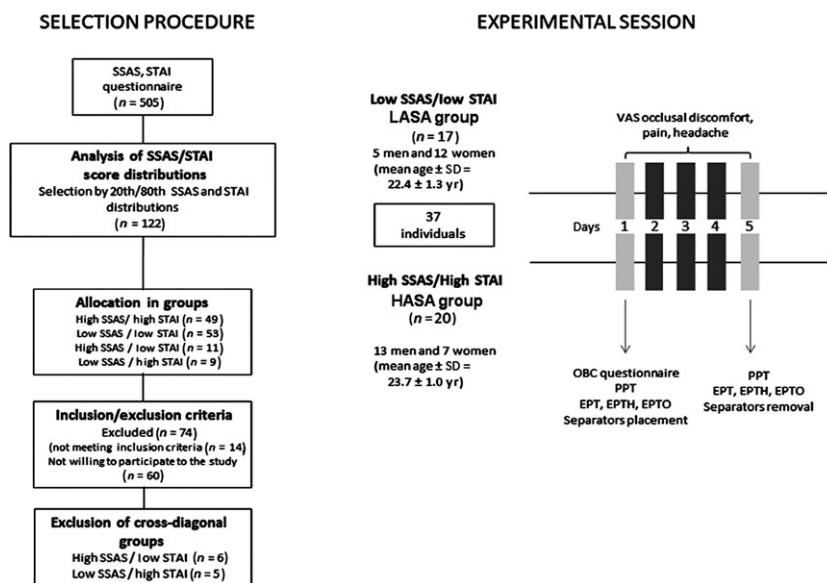 SELECTION PROCEDURE
SSAS, STAI
questionnaire
(n = 505)
Analysis of SSAS/STAI
score distributions
Selection by 20th/80th SSAS and STAI
distributions
(n = 122)
Allocation in groups
High SSAS/ high STAI (n = 49)
Low SSAS / low STAI (n = 53)
High SSAS / low STAI (n = 11)
Low SSAS / high STAI (n = 9)
Inclusion/exclusion criteria
Excluded (n = 74)
(not meeting inclusion criteria (n = 14)
Not willing to participate to the study
(n = 60)
Exclusion of cross-diagonal
groups
High SSAS / low STAI (n = 6)
Low SSAS / high STAI (n = 5)
EXPERIMENTAL SESSION
Low SSAS/low STAI
LASA group
(n = 17)
5 men and 12 women
(mean age ± SD =
22.4 ± 1.3 yr)
37
individuals
High SSAS/High STAI
HASA group
(n = 20)
13 men and 7 women
(mean age ± SD =
23.7 ± 1.0 yr)
VAS occlusal discomfort,
pain, headache
Days 1 2 3 4 5
OBC questionnaire
PPT
EPT, EPTH, EPTO
Separators placement
PPT
EPT, EPTH, EPTO
Separators removal